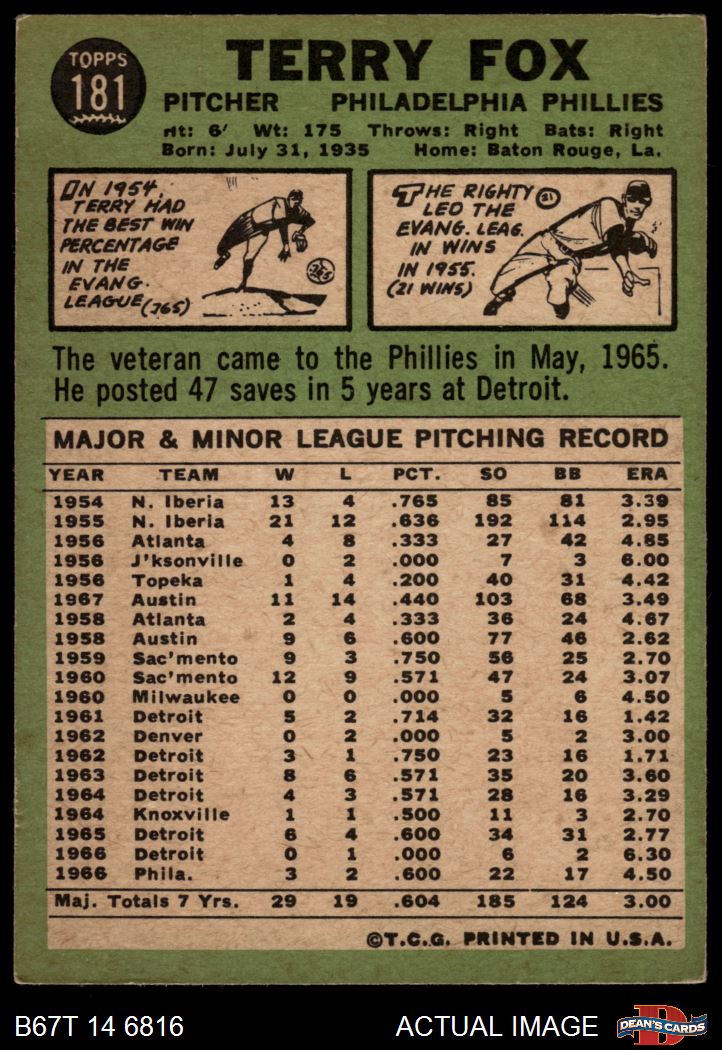 TOPPS
181
TERRY FOX
PITCHER PHILADELPHIA PHILLIES
Ht: 6' Wt: 175 Throws: Right Bats: Right
Born: July 31, 1935 Home: Baton Rouge, La.
IN 1954,
TERRY HAD
THE BEST WIN
PERCENTAGE
IN THE
EVANG.
LEAGUE (765)
.765
THE RIGHTY
LED THE
EVANG. LEAG.
IN WINS
IN 1955.
(21 WINS)
21
The veteran came to the Phillies in May, 1965.
He posted 47 saves in 5 years at Detroit.
MAJOR & MINOR LEAGUE PITCHING RECORD
YEAR TEAM W L PCT. SO BB ERA
1954 N. Iberia 13 4 .765 85 81 3.39
1955 N. Iberia 21 12 .636 192 114 2.95
1956 Atlanta 4 8 .333 27 42 4.85
1956 J'ksonville 0 2 .000 7 3 6.00
1956 Topeka 1 4 .200 40 31 4.42
1967 Austin 11 14 .440 103 68 3.49
1958 Atlanta 2 4 .333 36 24 4.67
1958 Austin 9 6 .600 77 46 2.62
1959 Sac'mento 9 3 .750 56 25 2.70
1960 Sac'mento 12 9 .571 47 24 3.07
1960 Milwaukee 0 0 .000 5 6 4.50
1961 Detroit 5 2 .714 32 16 1.42
1962 Denver 0 2 .000 5 2 3.00
1962 Detroit 3 1 .750 23 16 1.71
1963 Detroit 8 6 .571 35 20 3.60
1964 Detroit 4 3 .571 28 16 3.29
1964 Knoxville 1 1 .500 11 3 2.70
1965 Detroit 6 4 .600 34 31 2.77
1966 Detroit 0 1 .000 6 2 6.30
1966 Phila. 3 2 .600 22 17 4.50
Maj. Totals 7 Yrs. 29 19 .604 185 124 3.00
©T.C.G. PRINTED IN U.S.A.
B67T 14 6816 ACTUAL IMAGE DEAN'S CARDS